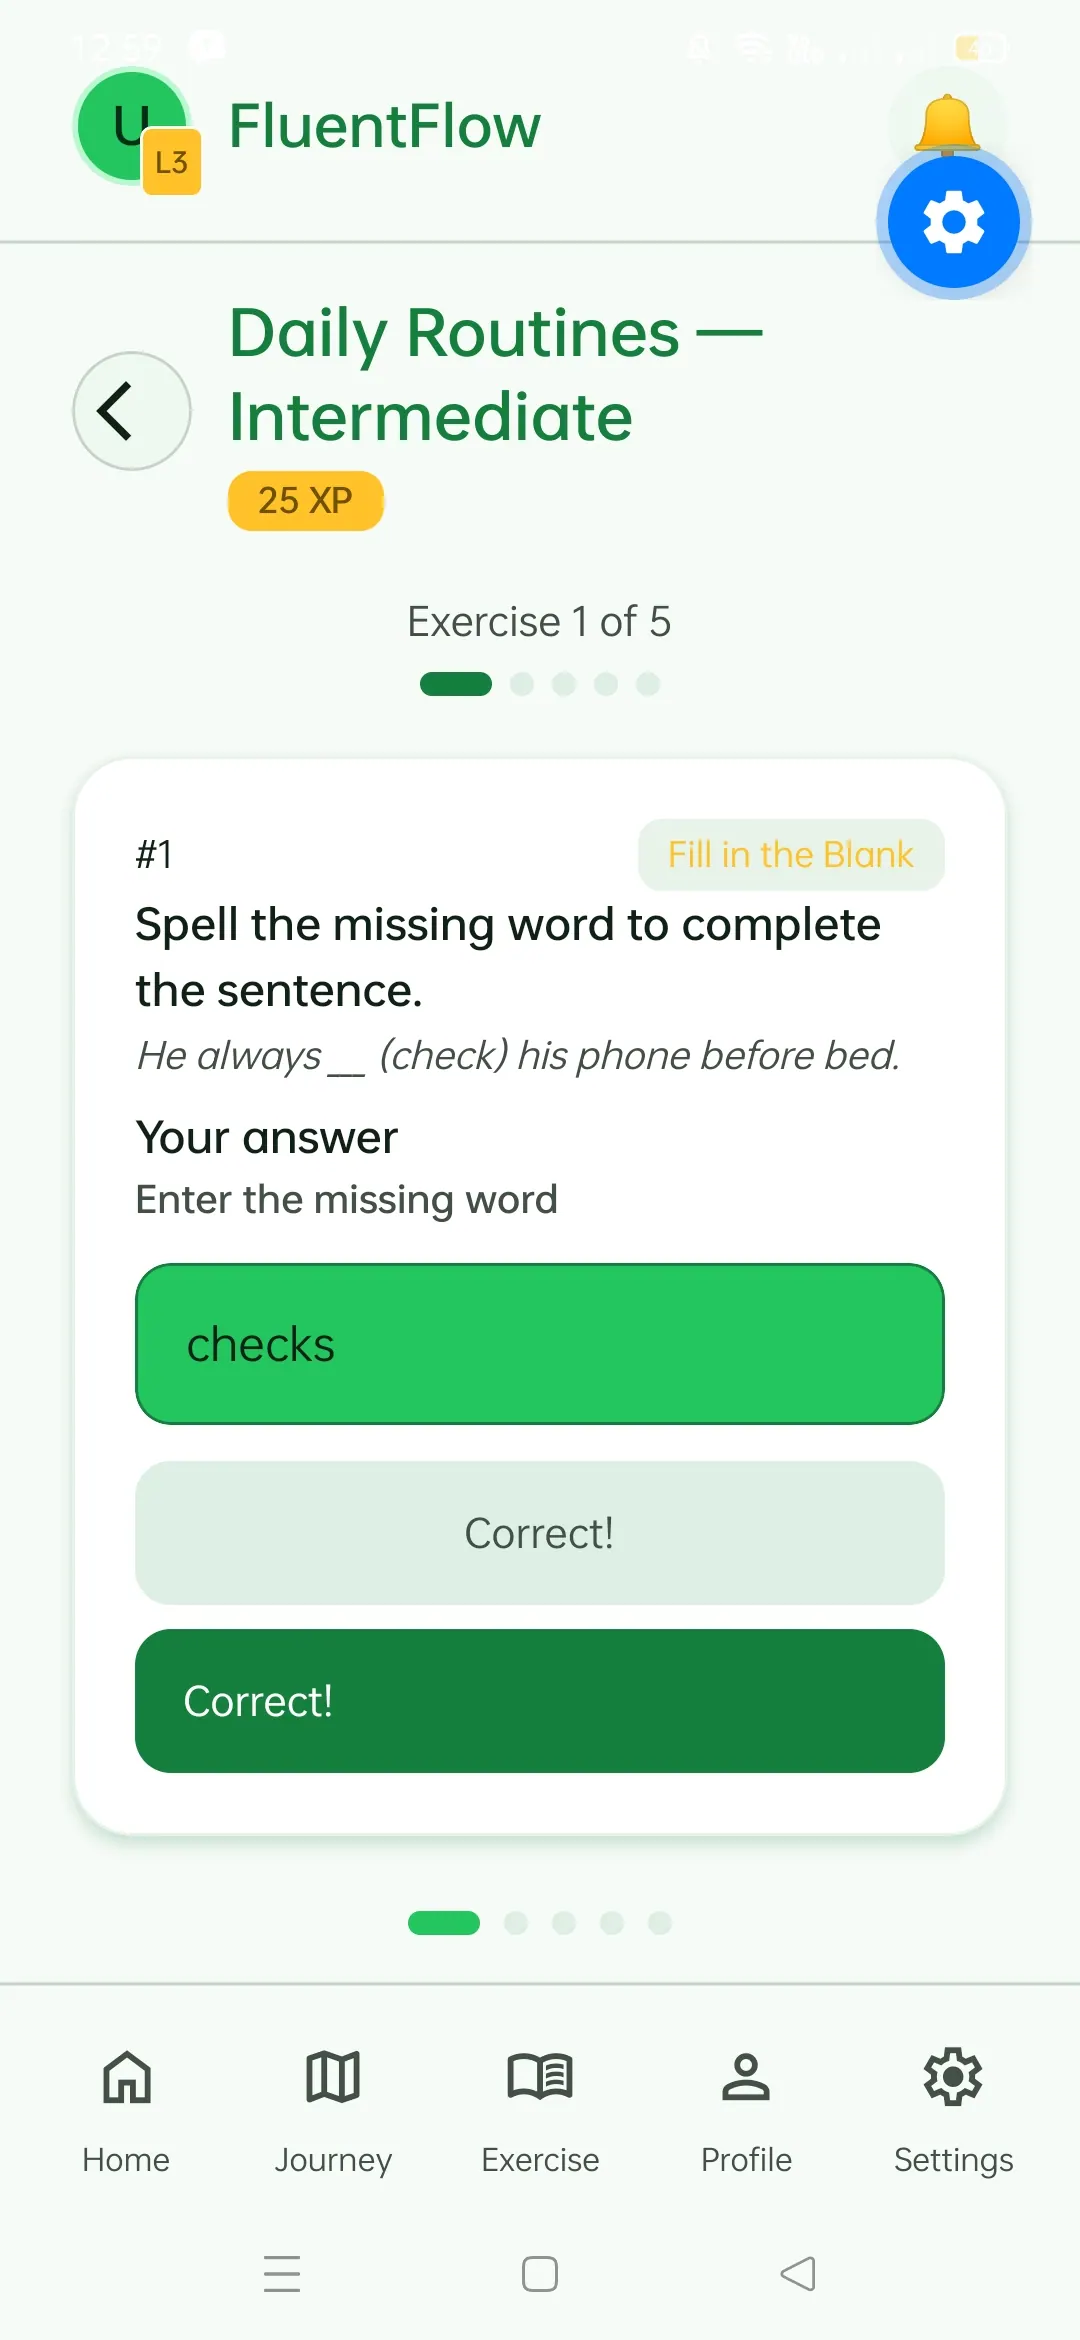 12:59
U
L3
FluentFlow
Daily Routines —
Intermediate
25 XP
Exercise 1 of 5
#1
Fill in the Blank
Spell the missing word to complete
the sentence.
He always __ (check) his phone before bed.
Your answer
Enter the missing word
checks
Correct!
Correct!
Home
Journey
Exercise
Profile
Settings